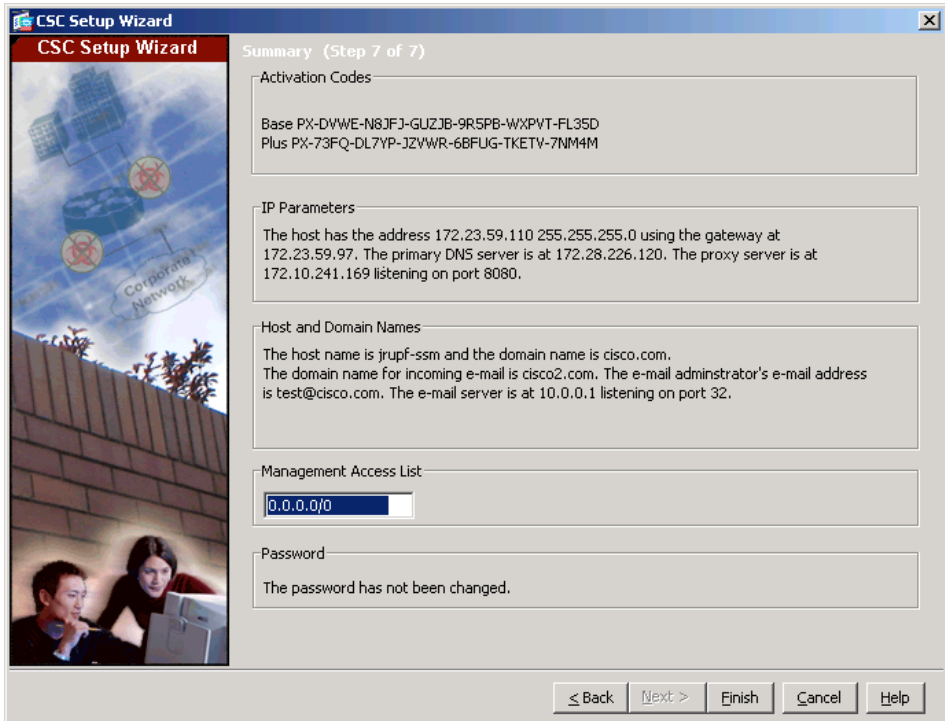 CSC Setup Wizard
CSC Setup Wizard
Summary (Step 7 of 7)
Activation Codes
Base PX-DVWE-N8JFJ-GUZJB-9R5PB-WXPVT-FL35D
Plus PX-73FQ-DL7YP-JZVWR-6BFUG-TKETV-7NM4M
IP Parameters
The host has the address 172.23.59.110 255.255.255.0 using the gateway at
172.23.59.97. The primary DNS server is at 172.28.226.120. The proxy server is at
172.10.241.169 listening on port 8080.
Corporate
Network
Host and Domain Names
The host name is jrupf-ssm and the domain name is cisco.com.
The domain name for incoming e-mail is cisco2.com. The e-mail adminstrator's e-mail address
is test@cisco.com. The e-mail server is at 10.0.0.1 listening on port 32.
Management Access List
0.0.0.0/0
Password
The password has not been changed.
< Back
Next >
Finish
Cancel
Help